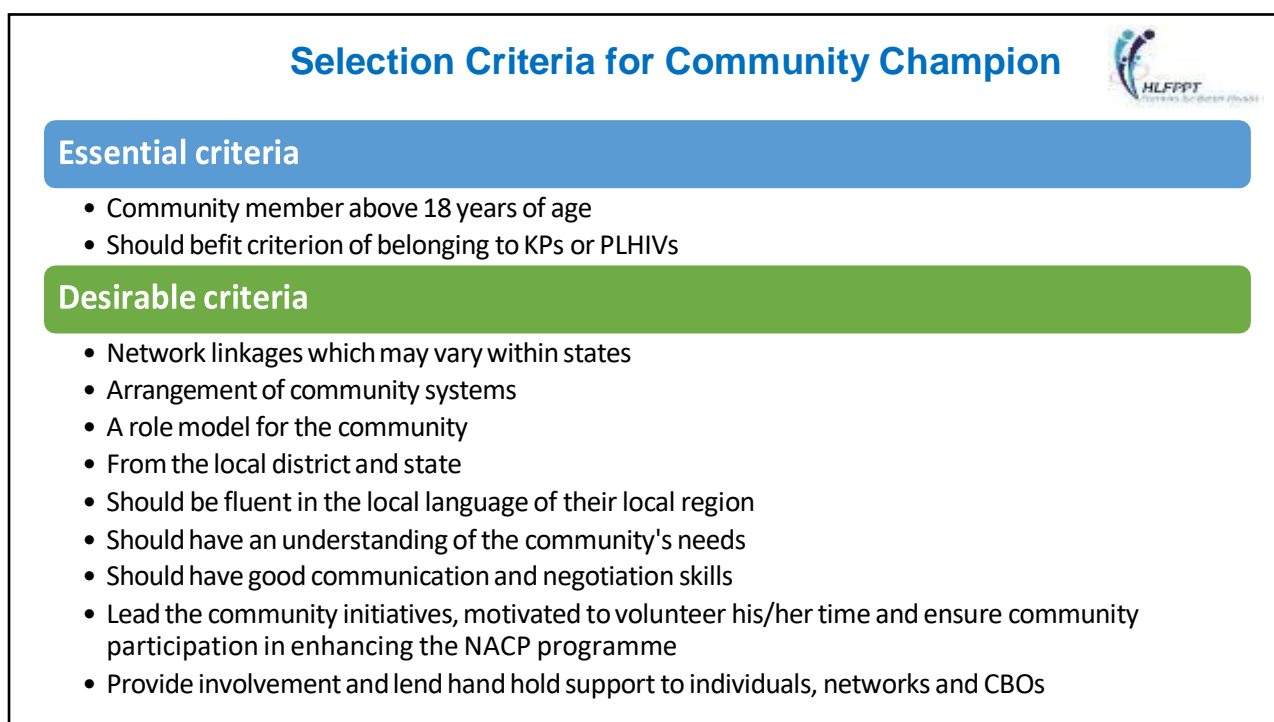 Selection Criteria for Community Champion
HLFPPT
Essential criteria
• Community member above 18 years of age
• Should befit criterion of belonging to KPs or PLHIVs
Desirable criteria
• Network linkages which may vary within states
• Arrangement of community systems
• A role model for the community
• From the local district and state
• Should be fluent in the local language of their local region
• Should have an understanding of the community's needs
• Should have good communication and negotiation skills
• Lead the community initiatives, motivated to volunteer his/her time and ensure community
participation in enhancing the NACP programme
• Provide involvement and lend hand hold support to individuals, networks and CBOs